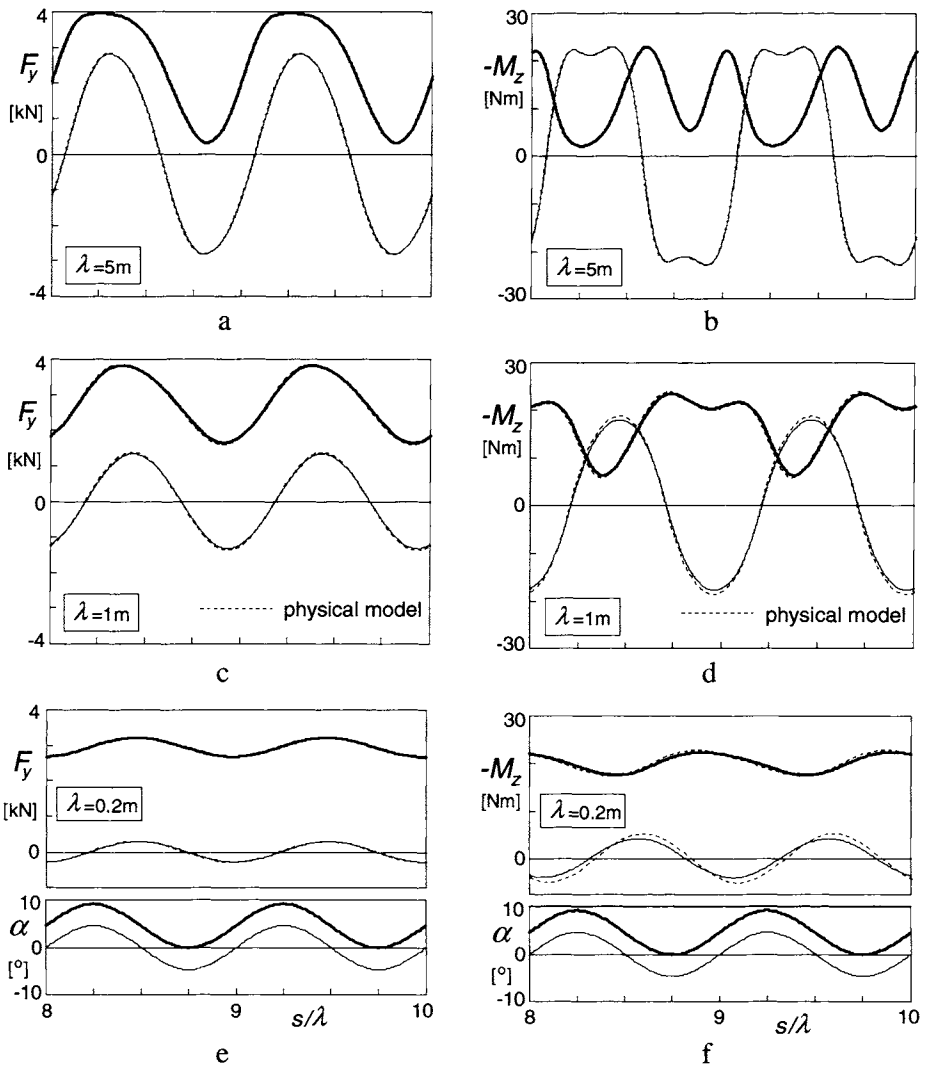 4
F_y
[kN]
0
-4
λ=5m
a
30
-M_z
[Nm]
0
-30
λ=5m
b
4
F_y
[kN]
0
-4
λ=1m
physical model
c
30
-M_z
[Nm]
0
-30
λ=1m
physical model
d
4
F_y
[kN]
0
λ=0.2m
10
α
0
[°]
-10
8
9
10
s/λ
e
30
-M_z
[Nm]
0
λ=0.2m
10
α
0
[°]
-10
8
9
10
s/λ
f